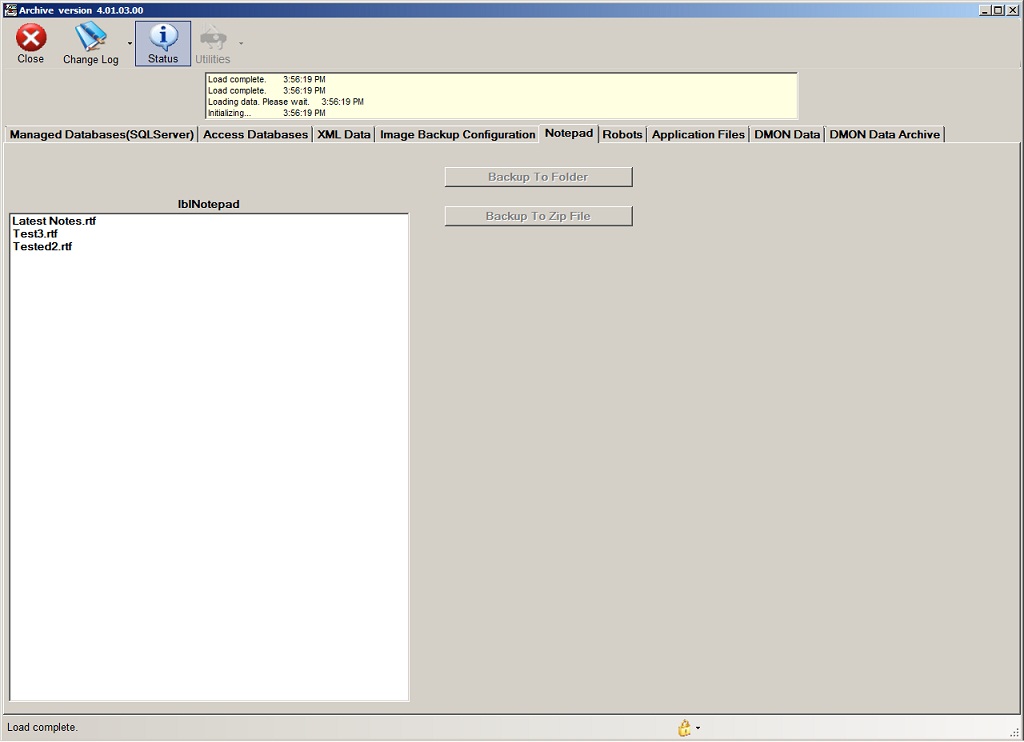 Archive version 4.01.03.00
Close Change Log Status Utilities
Load complete. 3:56:19 PM
Load complete. 3:56:19 PM
Loading data. Please wait. 3:56:19 PM
Initializing... 3:56:19 PM
Managed Databases(SQLServer) Access Databases XML Data Image Backup Configuration Notepad Robots Application Files DMON Data DMON Data Archive
Backup To Folder
lblNotepad
Backup To Zip File
Latest Notes.rtf
Test3.rtf
Tested2.rtf
Load complete.